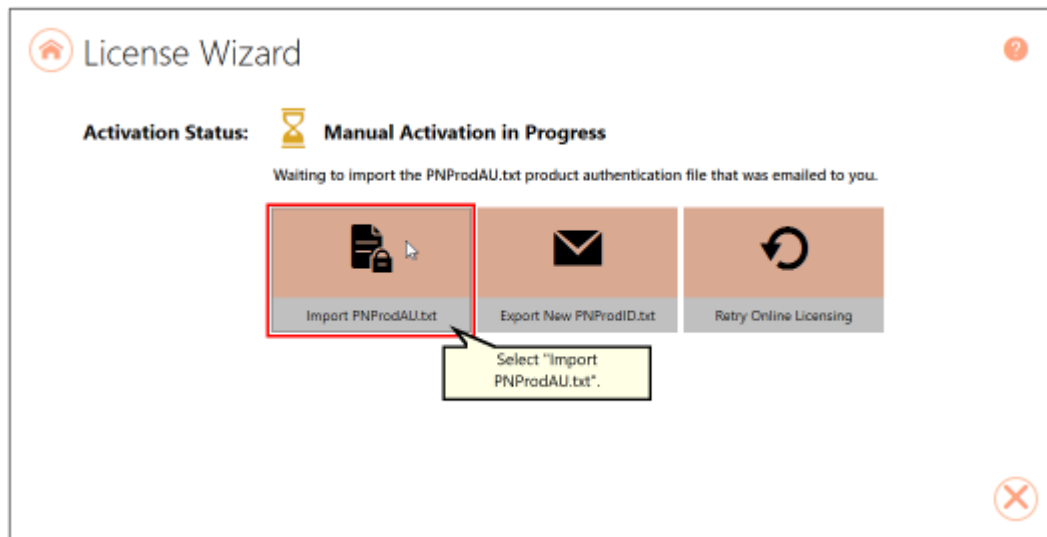 License Wizard
?
Activation Status:
Manual Activation in Progress
Waiting to import the PNProdAU.txt product authentication file that was emailed to you.
Import PNProdAU.txt
Export New PNProdID.txt
Retry Online Licensing
Select "Import
PNProdAU.txt".